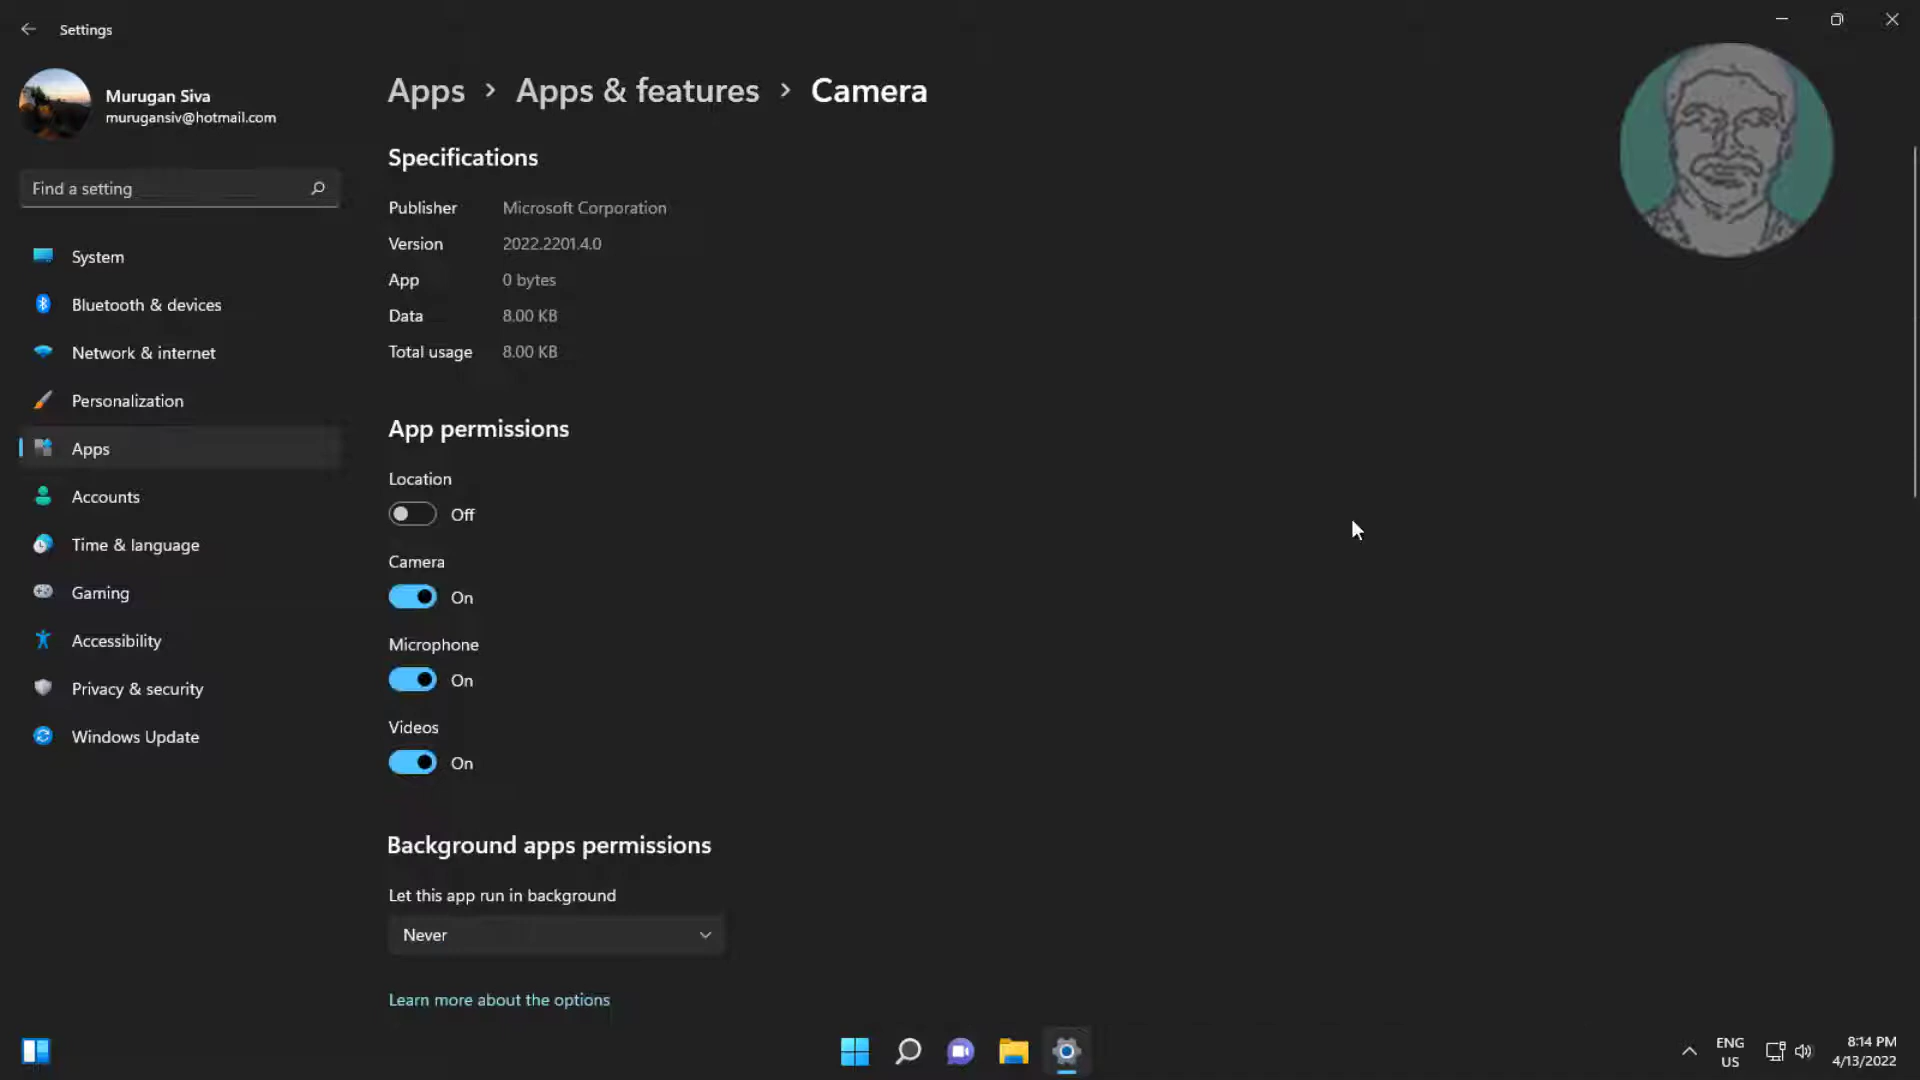 Settings
Murugan Siva
murugansiv@hotmail.com
Find a setting
System
Bluetooth & devices
Network & internet
Personalization
Apps
Accounts
Time & language
Gaming
Accessibility
Privacy & security
Windows Update
Apps > Apps & features > Camera
Specifications
Publisher Microsoft Corporation
Version 2022.2201.4.0
App 0 bytes
Data 8.00 KB
Total usage 8.00 KB
App permissions
Location
Off
Camera
On
Microphone
On
Videos
On
Background apps permissions
Let this app run in background
Never
Learn more about the options
ENG
US
8:14 PM
4/13/2022